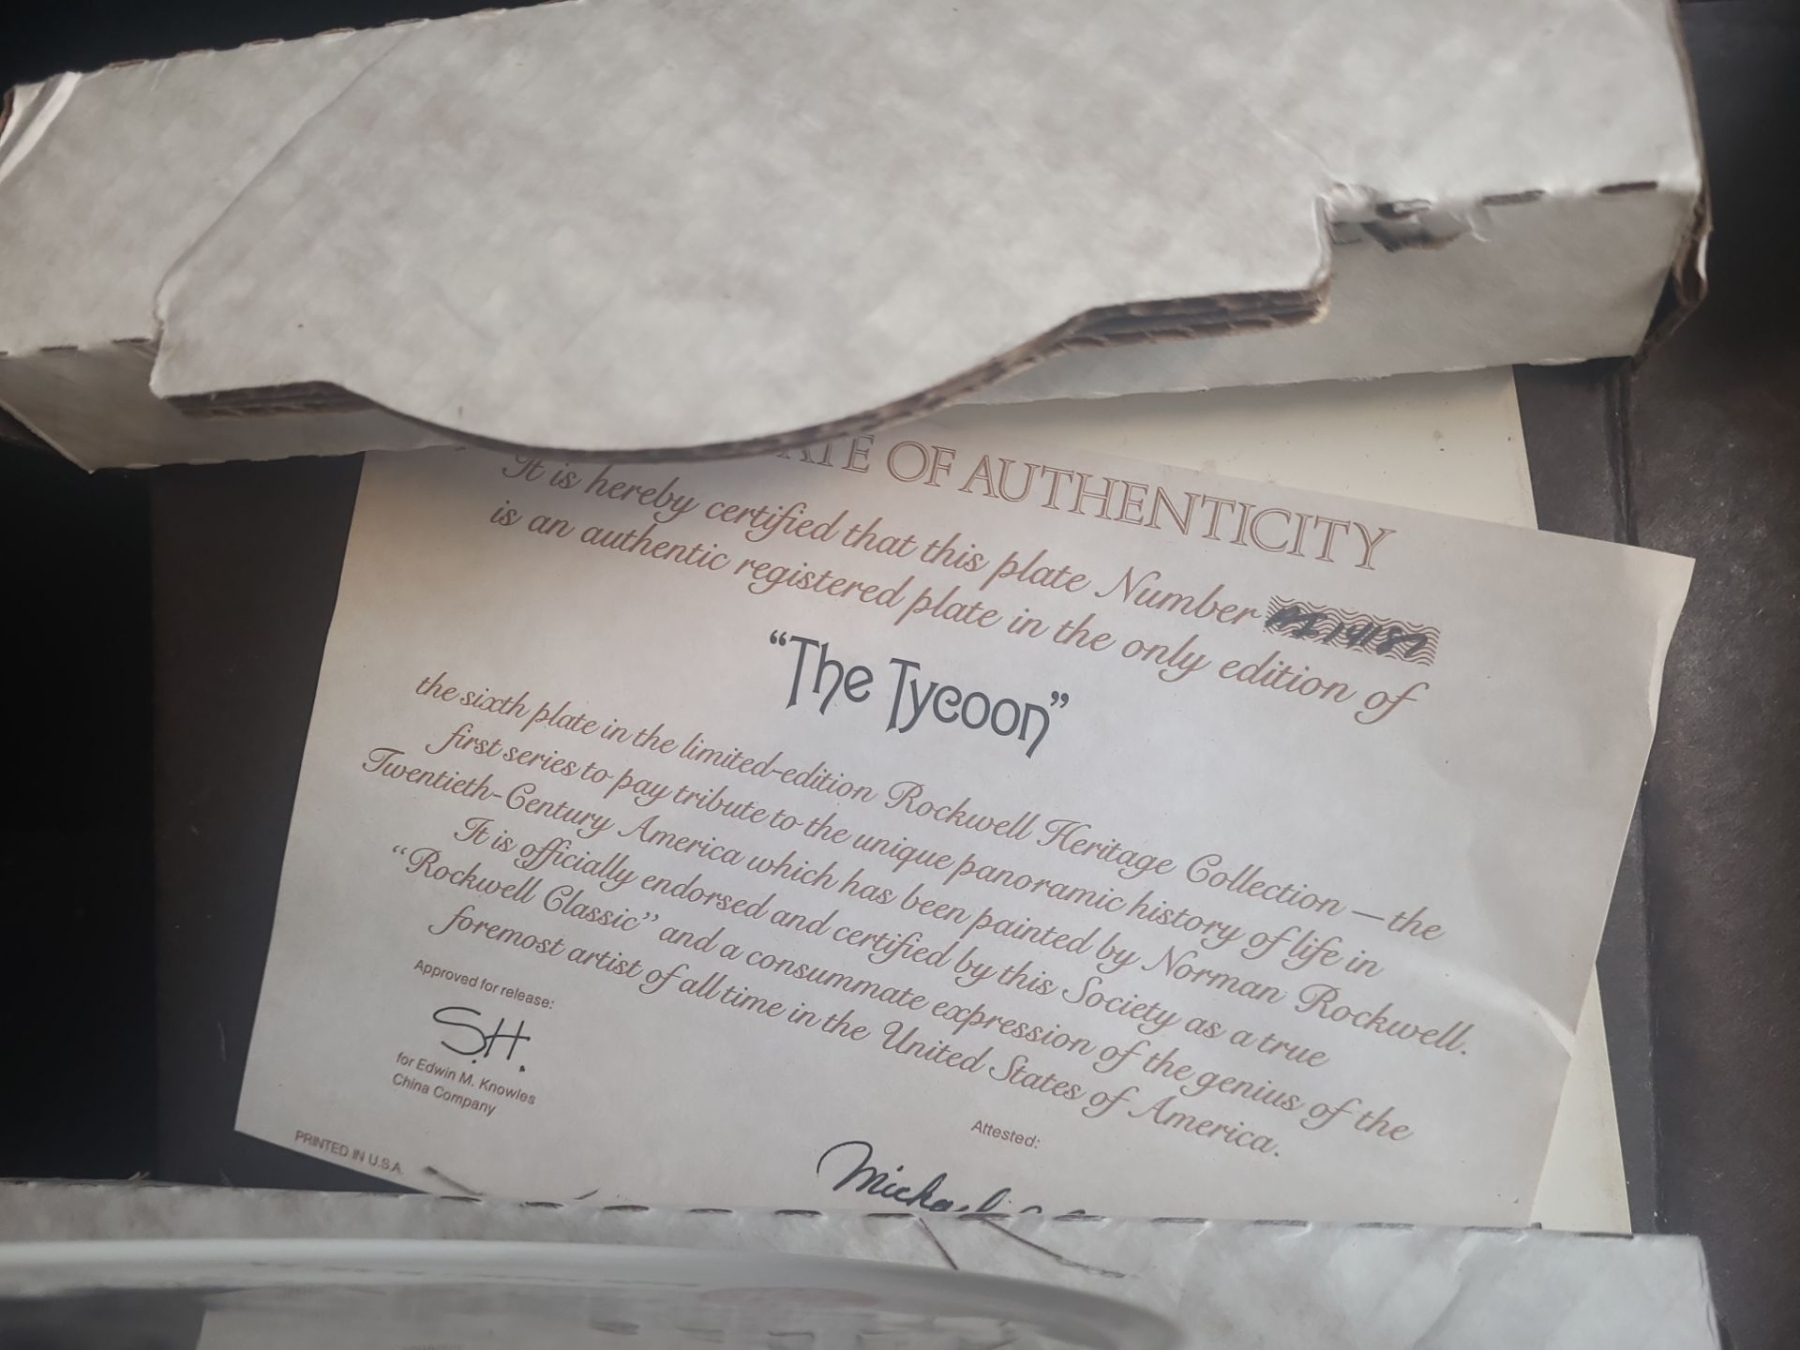 OF AUTHENTICITY
It is hereby certified that this plate Number
is an authentic registered plate in the only edition of
“The Tycoon”
the sixth plate in the limited-edition Rockwell Heritage Collection — the
first series to pay tribute to the unique panoramic history of life in
Twentieth-Century America which has been painted by Norman Rockwell.
It is officially endorsed and certified by this Society as a true
“Rockwell Classic” and a consummate expression of the genius of the
foremost artist of all time in the United States of America.
Approved for release:
S.H.
for Edwin M. Knowles
China Company
Attested:
Michael
PRINTED IN U.S.A.